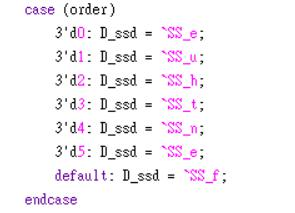 case (order)
3'd0: D_ssd = `SS_e;
3'd1: D_ssd = `SS_u;
3'd2: D_ssd = `SS_h;
3'd3: D_ssd = `SS_t;
3'd4: D_ssd = `SS_n;
3'd5: D_ssd = `SS_e;
default: D_ssd = `SS_f;
endcase